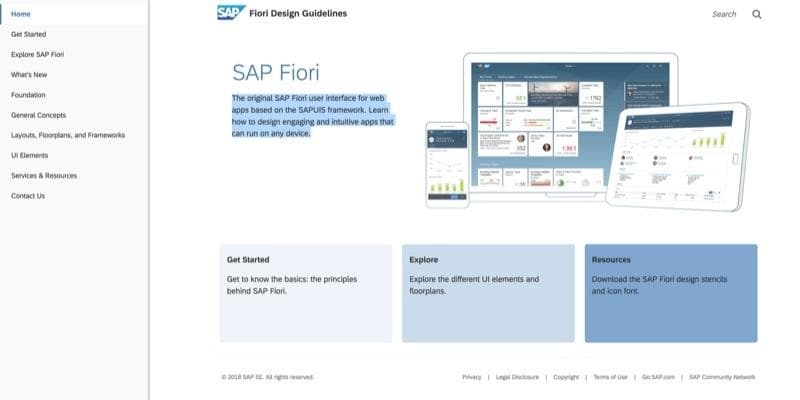 Home
Get Started
Explore SAP Fiori
What's New
Foundation
General Concepts
Layouts, Floorplans, and Frameworks
UI Elements
Services & Resources
Contact Us
SAP Fiori Design Guidelines
Search
SAP Fiori
The original SAP Fiori user interface for web
apps based on the SAPUI5 framework. Learn
how to design engaging and intuitive apps that
can run on any device.
Get Started
Get to know the basics: the principles
behind SAP Fiori.
Explore
Explore the different UI elements and
floorplans.
Resources
Download the SAP Fiori design stencils
and icon font.
© 2018 SAP SE. All rights reserved.
Privacy | Legal Disclosure | Copyright | Terms of Use | Go.SAP.com | SAP Community Network